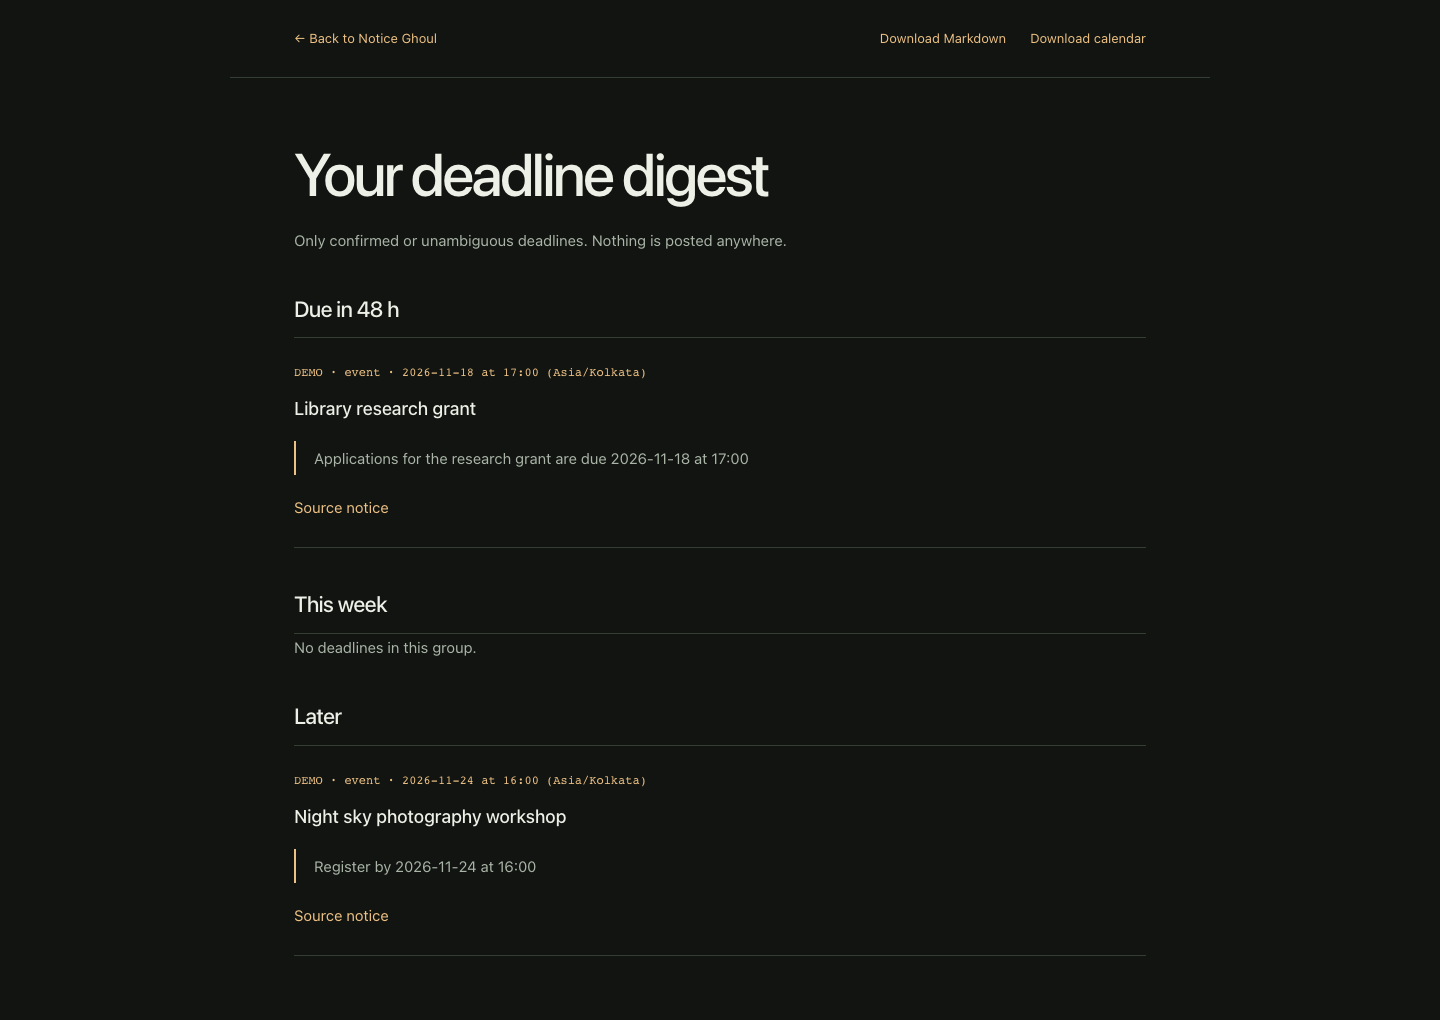 ← Back to Notice Ghoul
Download Markdown
Download calendar
Your deadline digest
Only confirmed or unambiguous deadlines. Nothing is posted anywhere.
Due in 48 h
DEMO · event · 2026-11-18 at 17:00 (Asia/Kolkata)
Library research grant
Applications for the research grant are due 2026-11-18 at 17:00
Source notice
This week
No deadlines in this group.
Later
DEMO · event · 2026-11-24 at 16:00 (Asia/Kolkata)
Night sky photography workshop
Register by 2026-11-24 at 16:00
Source notice